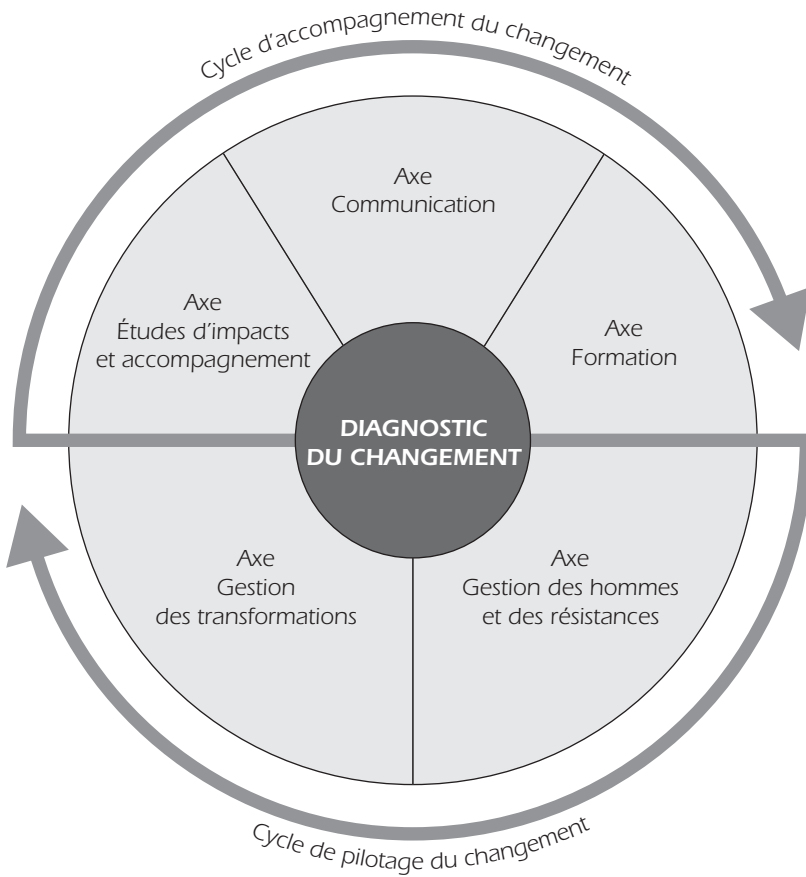 Cycle d'accompagnement du changement
Axe
Communication
Axe
Études d'impacts
et accompagnement
Axe
Formation
DIAGNOSTIC
DU CHANGEMENT
Axe
Gestion
des transformations
Axe
Gestion des hommes
et des résistances
Cycle de pilotage du changement